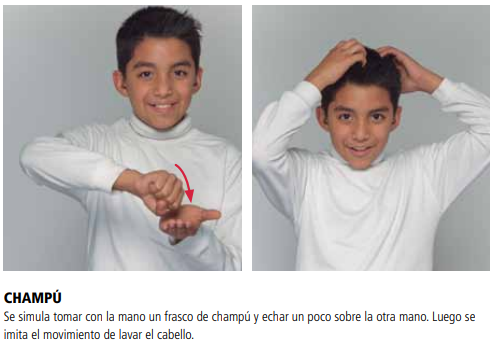 CHAMPÚ
Se simula tomar con la mano un frasco de champú y echar un poco sobre la otra mano. Luego se
imita el movimiento de lavar el cabello.